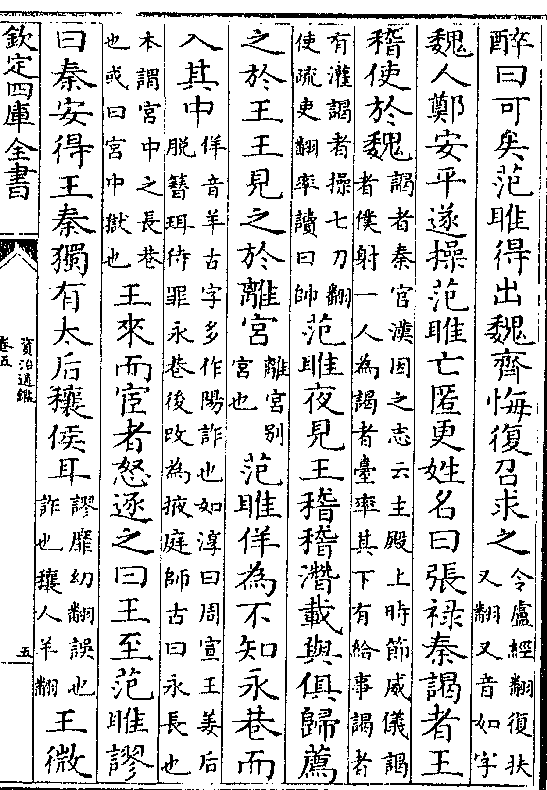 醉曰可矣范雎得出魏齊悔復召求之令盧經翻復扶又翻又音如字
魏人鄭安平遂操范雎亡匿更姓名曰張禄秦謁者王
稽使於魏謁者秦官漢因之志云主殿上時節威儀謁者僕射一人為謁者臺率其下有給事謁者
有灌謁者操七刀翻使疏吏翻率讀曰帥范雎夜見王稽稽潛載與俱歸薦
之於王王見之於離宮離宮別宮也范雎佯為不知永巷而
入其中佯音羊古字多作陽詐也如淳曰周宣王姜后脱簪珥待罪永巷後改為掖庭師古曰永長也
本謂宮中之長巷也或曰宮中獄也王來而宦者怒逐之曰王至范雎謬
曰秦安得王秦獨有太后穰侯耳謬靡幼翻誤也詐也穰人羊翻王微
欽定四庫全書
資治通鑑
卷五
五